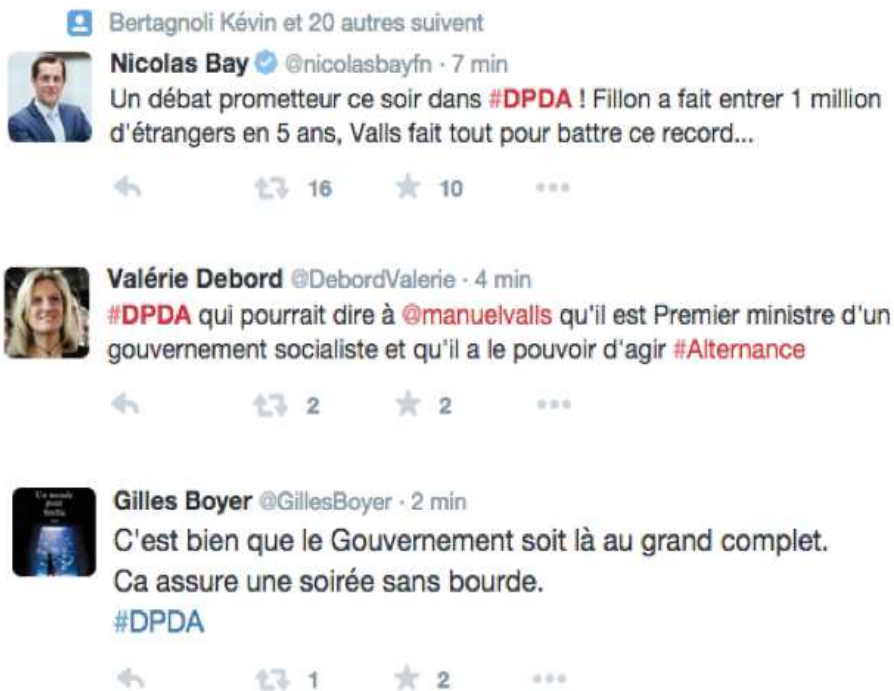 Bertagnoli Kévin et 20 autres suivent
Nicolas Bay @nicolasbayfn · 7 min
Un débat prometteur ce soir dans #DPDA ! Fillon a fait entrer 1 million
d'étrangers en 5 ans, Valls fait tout pour battre ce record...
16 10
Valérie Debord @DebordValerie · 4 min
#DPDA qui pourrait dire à @manuelvalls qu'il est Premier ministre d'un
gouvernement socialiste et qu'il a le pouvoir d'agir #Alternance
2 2
Un monde
pour
Stella
Gilles Boyer @GillesBoyer · 2 min
C'est bien que le Gouvernement soit là au grand complet.
Ca assure une soirée sans bourde.
#DPDA
1 2